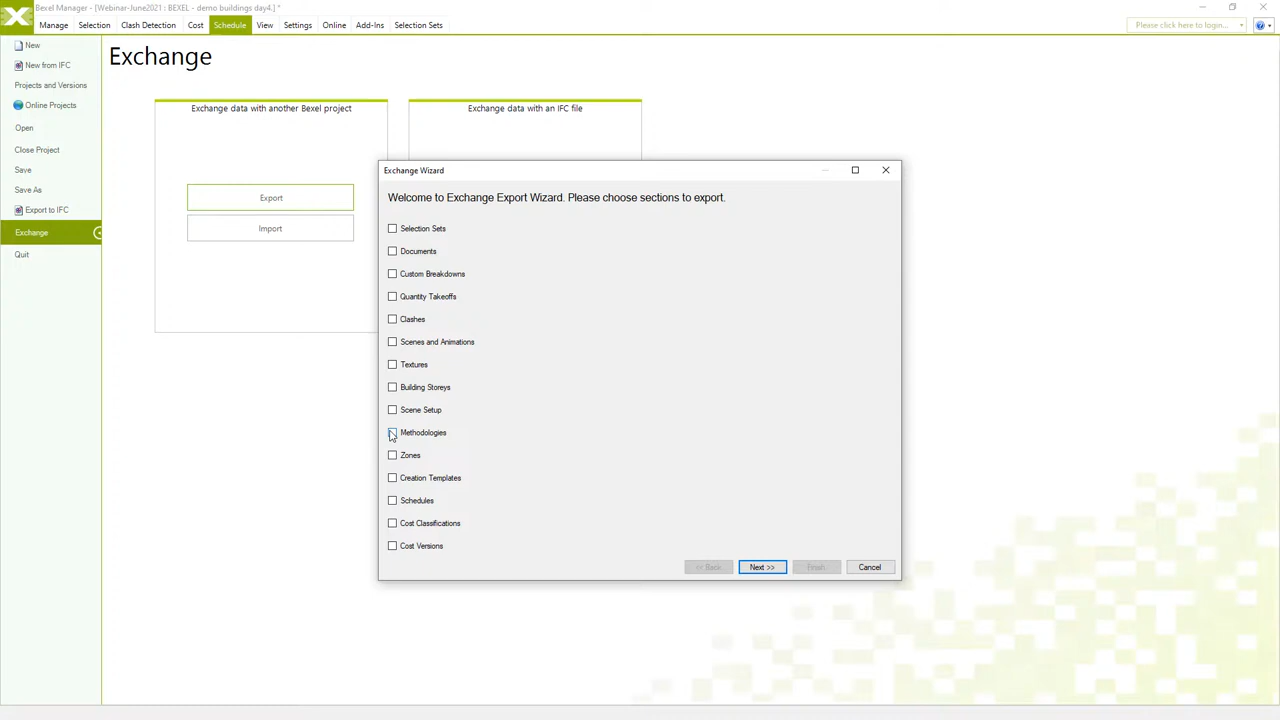 Bexel Manager - [Webinar-June2021 : BEXEL - demo buildings day4.] *
Manage Selection Clash Detection Cost Schedule View Settings Online Add-Ins Selection Sets
Please click here to login...
New
New from IFC
Projects and Versions
Online Projects
Open
Close Project
Save
Save As
Export to IFC
Exchange
Quit
Exchange
Exchange data with another Bexel project
Export
Import
Exchange data with an IFC file
Exchange Wizard
Welcome to Exchange Export Wizard. Please choose sections to export.
Selection Sets
Documents
Custom Breakdowns
Quantity Takeoffs
Clashes
Scenes and Animations
Textures
Building Storeys
Scene Setup
Methodologies
Zones
Creation Templates
Schedules
Cost Classifications
Cost Versions
<< Back Next >> Finish Cancel